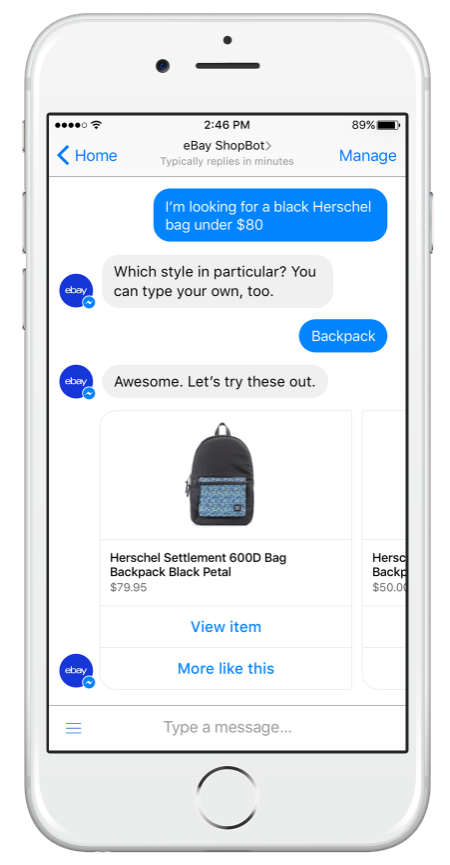 2:46 PM
89%
Home
eBay ShopBot
Typically replies in minutes
Manage
I'm looking for a black Herschel
bag under $80
Which style in particular? You
can type your own, too.
ebay
Backpack
Awesome. Let's try these out.
ebay
Herschel Settlement 600D Bag
Backpack Black Petal
$79.95
Hersc
Backp
$50.00
View item
More like this
ebay
Type a message...